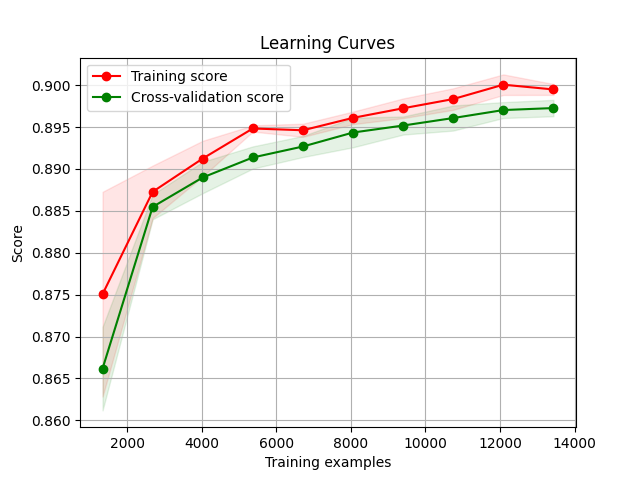 Learning Curves
Training score
Cross-validation score
0.900
0.895
0.890
0.885
0.880
0.875
0.870
0.865
0.860
Score
2000 4000 6000 8000 10000 12000 14000
Training examples